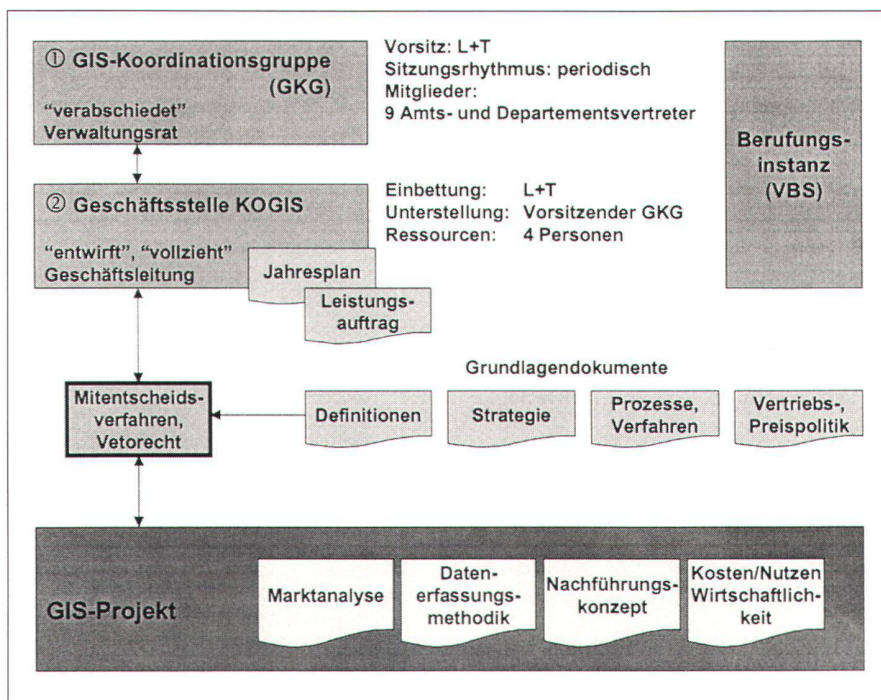 ① GIS-Koordinationsgruppe
(GKG)
"verabschiedet"
Verwaltungsrat
Vorsitz: L+T
Sitzungsrhythmus: periodisch
Mitglieder:
9 Amts- und Departementsvertreter
Berufungs-
instanz
(VBS)
② Geschäftsstelle KOGIS
"entwirft", "vollzieht"
Geschäftsleitung
Einbettung: L+T
Unterstellung: Vorsitzender GKG
Ressourcen: 4 Personen
Jahresplan
Leistungs-
auftrag
Grundlagendokumente
Mitentscheids-
verfahren,
Vetorecht
Definitionen
Strategie
Prozesse,
Verfahren
Vertriebs-,
Preispolitik
GIS-Projekt
Marktanalyse
Daten-
erfassungs-
methodik
Nachführungs-
konzept
Kosten/Nutzen
Wirtschaftlich-
keit